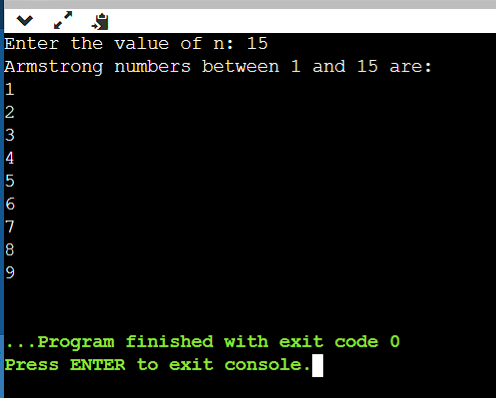 Enter the value of n: 15
Armstrong numbers between 1 and 15 are:
1
2
3
4
5
6
7
8
9
...Program finished with exit code 0
Press ENTER to exit console.